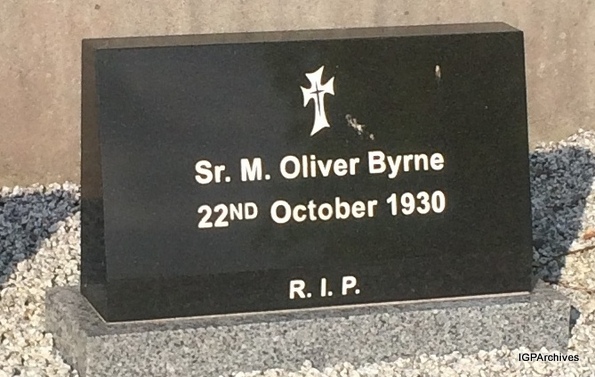 Sr. M. Oliver Byrne
22ND October 1930
R. I. P.
IGPArchives